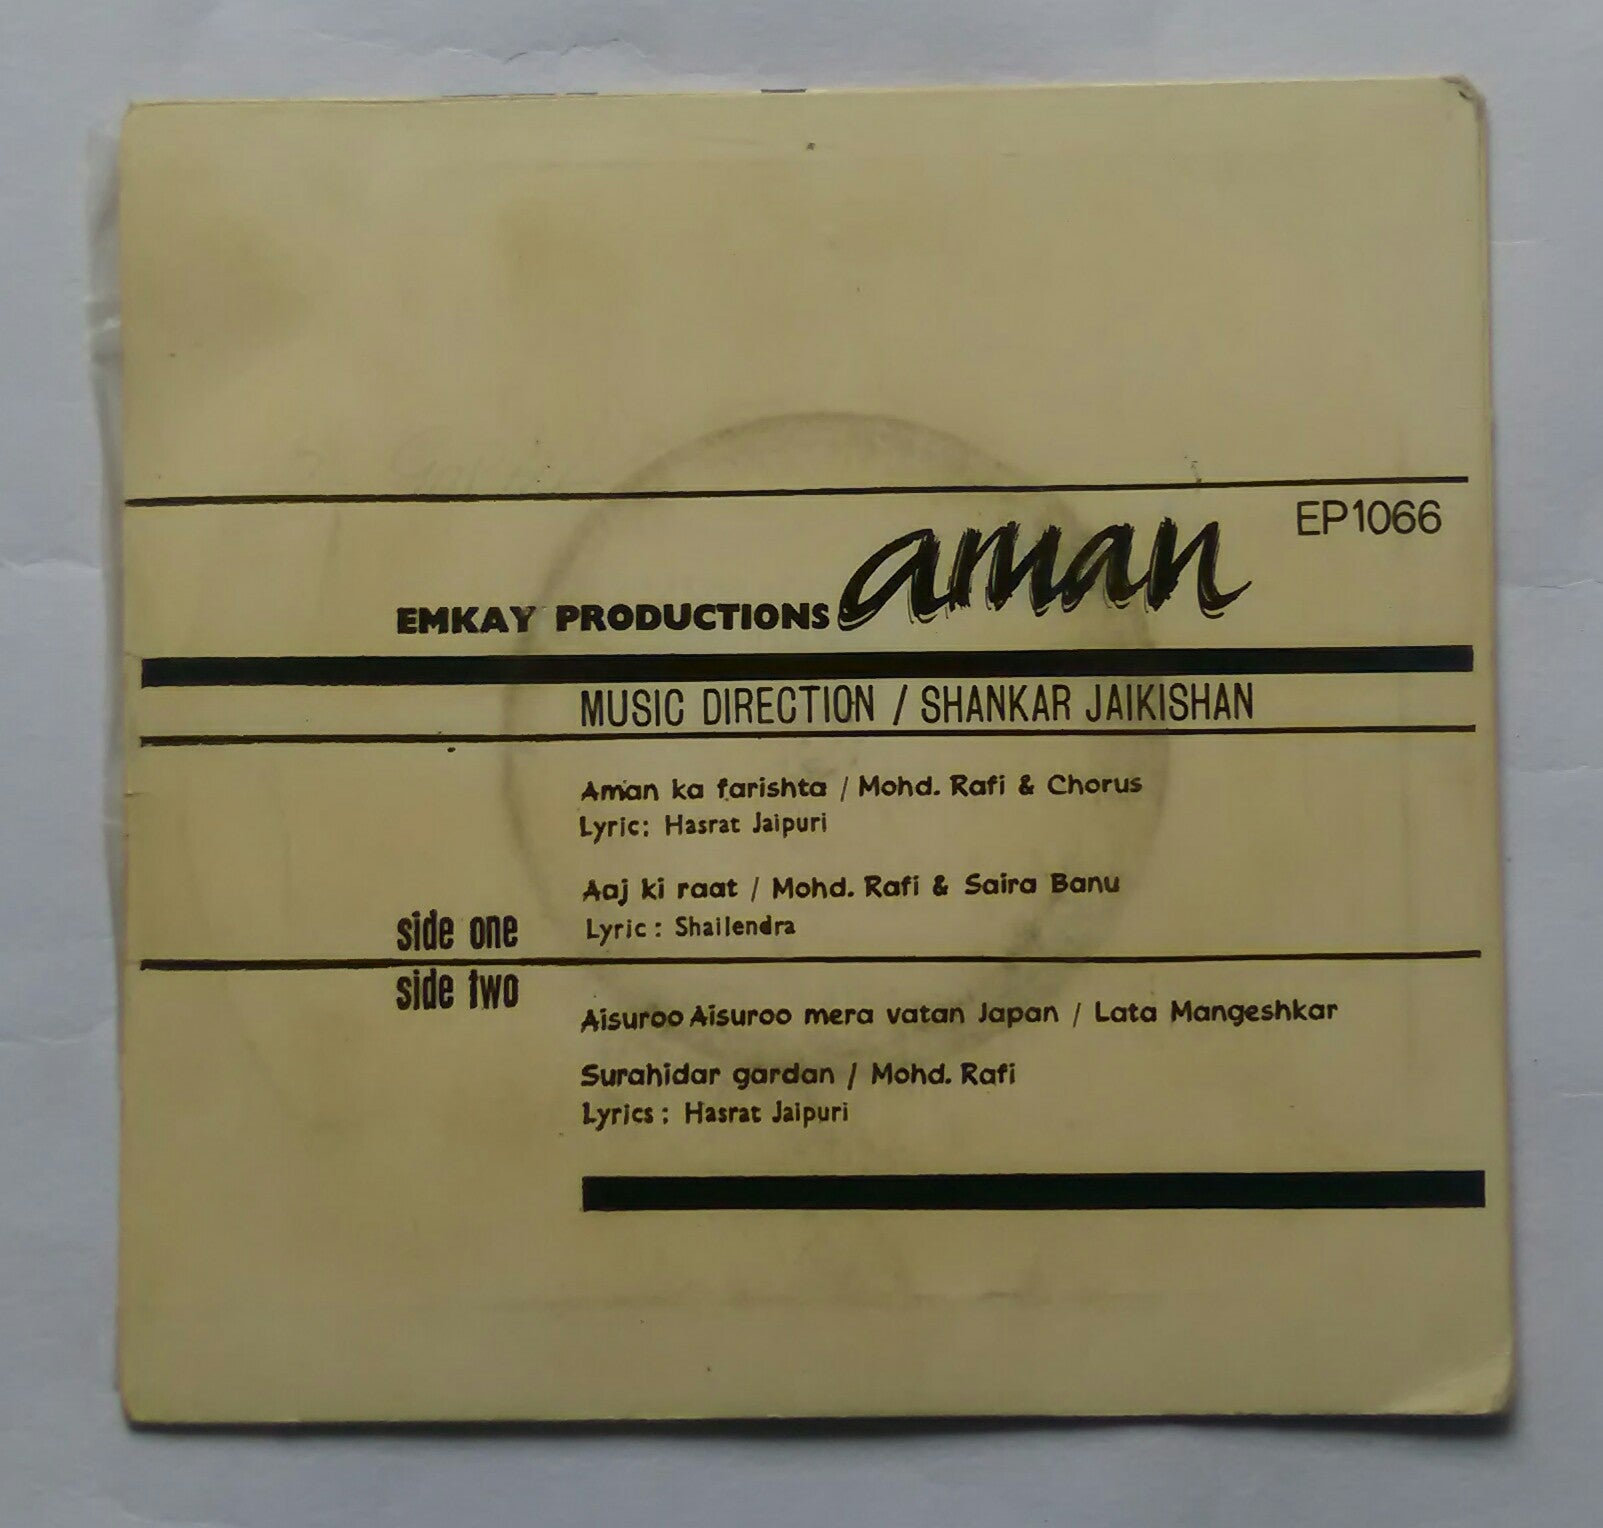 EP1066
EMKAY PRODUCTIONS aman
MUSIC DIRECTION / SHANKAR JAIKISHAN
Aman ka farishta / Mohd. Rafi & Chorus
Lyric: Hasrat Jaipuri
Aaj ki raat / Mohd. Rafi & Saira Banu
Lyric : Shailendra
side one
side two
Aisuroo Aisuroo mera vatan Japan / Lata Mangeshkar
Surahidar gardan / Mohd. Rafi
Lyrics : Hasrat Jaipuri